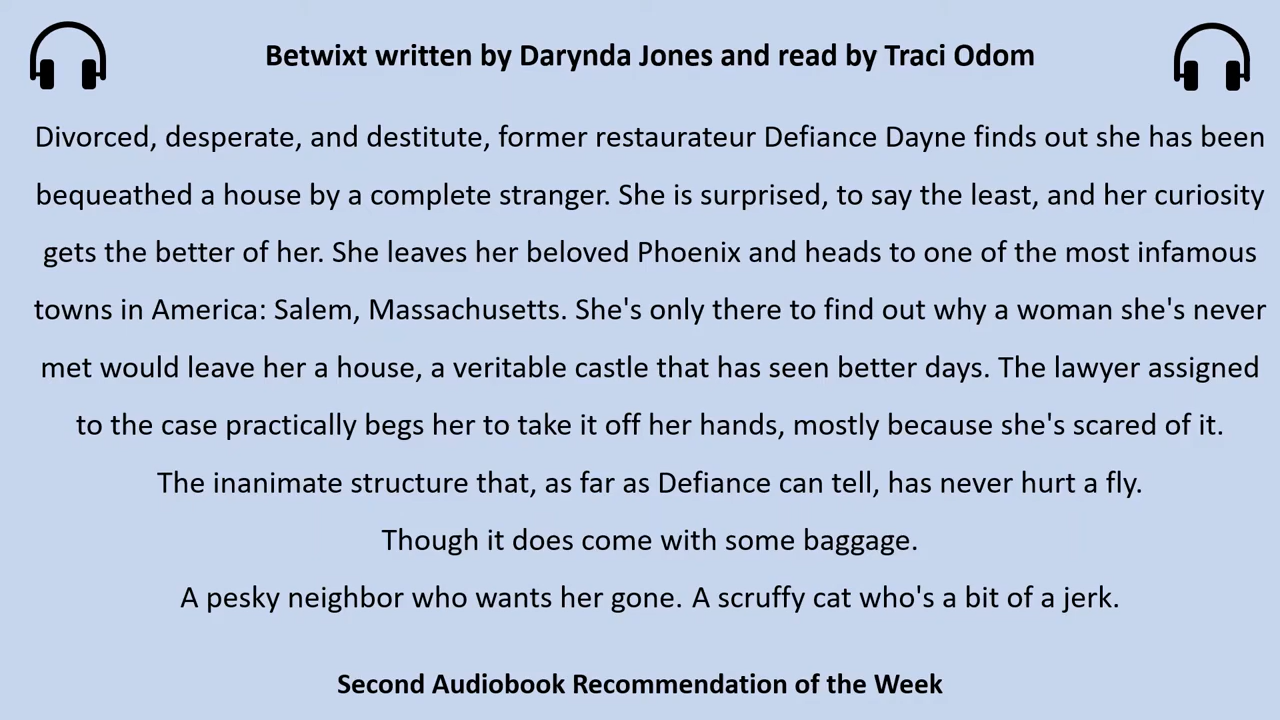 Betwixt written by Darynda Jones and read by Traci Odom
Divorced, desperate, and destitute, former restaurateur Defiance Dayne finds out she has been
bequeathed a house by a complete stranger. She is surprised, to say the least, and her curiosity
gets the better of her. She leaves her beloved Phoenix and heads to one of the most infamous
towns in America: Salem, Massachusetts. She's only there to find out why a woman she's never
met would leave her a house, a veritable castle that has seen better days. The lawyer assigned
to the case practically begs her to take it off her hands, mostly because she's scared of it.
The inanimate structure that, as far as Defiance can tell, has never hurt a fly.
Though it does come with some baggage.
A pesky neighbor who wants her gone. A scruffy cat who's a bit of a jerk.
Second Audiobook Recommendation of the Week